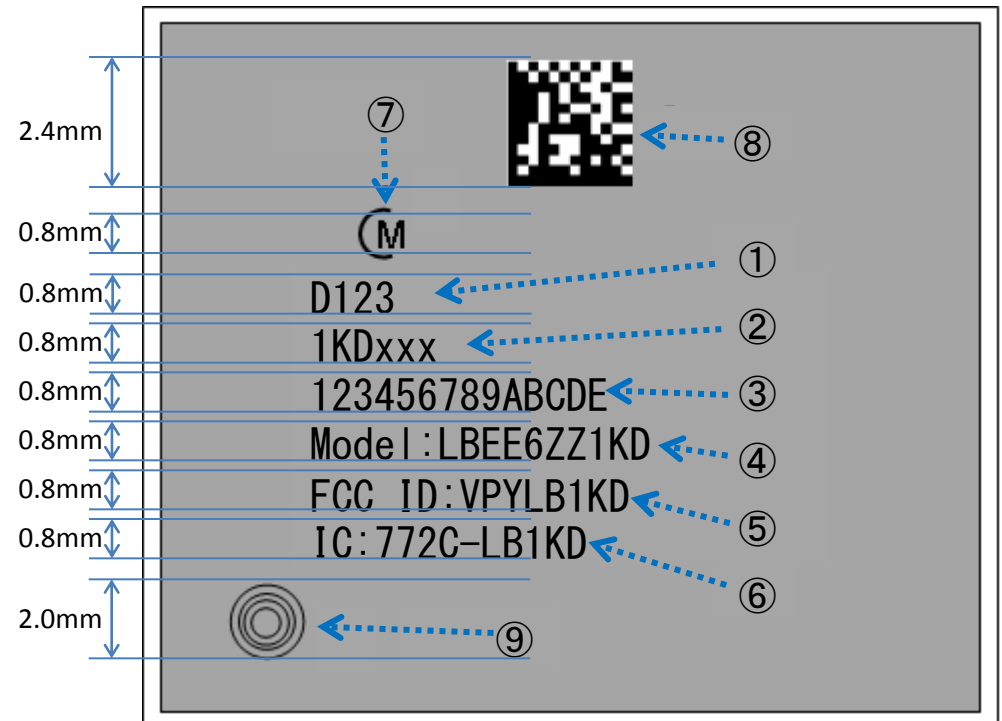 2.4mm
⑦
⑧
0.8mm
CM
①
0.8mm
D123
②
0.8mm
1KDxxx
0.8mm
123456789ABCDE
③
0.8mm
Model:LBEE6ZZ1KD
④
0.8mm
FCC ID:VPYLB1KD
⑤
0.8mm
IC:772C-LB1KD
⑥
2.0mm
⑨